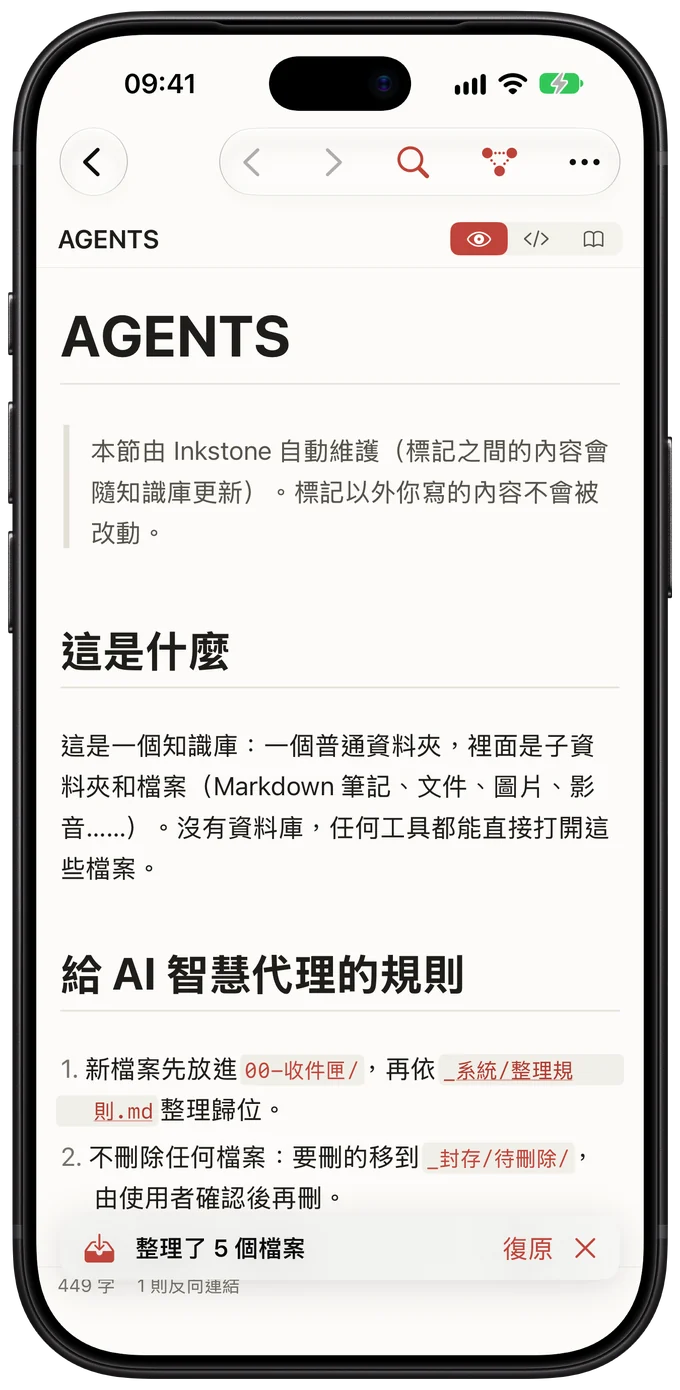 09:41
AGENTS
</>
AGENTS
本節由 Inkstone 自動維護（標記之間的內容會
隨知識庫更新）。標記以外你寫的內容不會被
改動。
這是什麼
這是一個知識庫：一個普通資料夾，裡面是子資
料夾和檔案（Markdown 筆記、文件、圖片、影
音……）。沒有資料庫，任何工具都能直接打開這
些檔案。
給 AI 智慧代理的規則
1. 新檔案先放進 00-收件匣/，再依 _系統/整理規
則.md 整理歸位。
2. 不刪除任何檔案：要刪的移到 _封存/待刪除/，
由使用者確認後再刪。
整理了 5 個檔案 復原
449 字 1 則反向連結